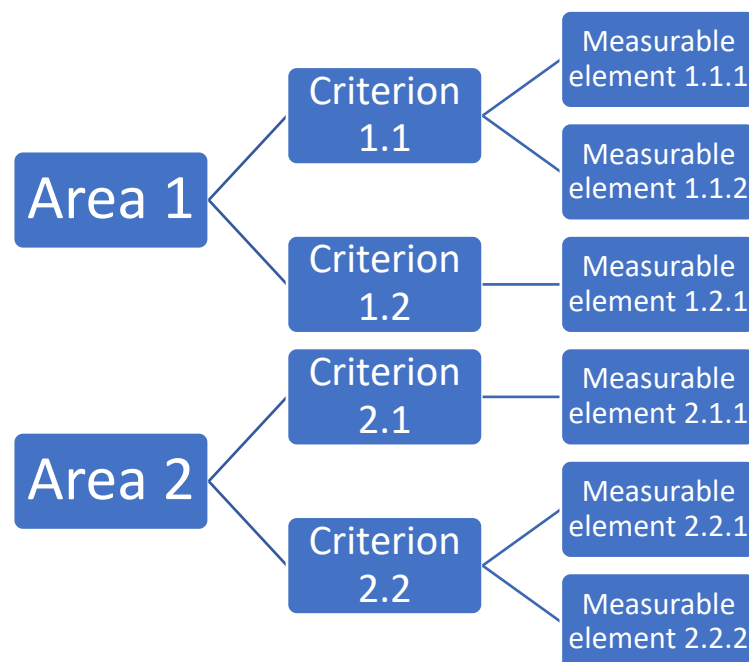 Area 1
Criterion
1.1
Measurable
element 1.1.1
Measurable
element 1.1.2
Criterion
1.2
Measurable
element 1.2.1
Area 2
Criterion
2.1
Measurable
element 2.1.1
Criterion
2.2
Measurable
element 2.2.1
Measurable
element 2.2.2